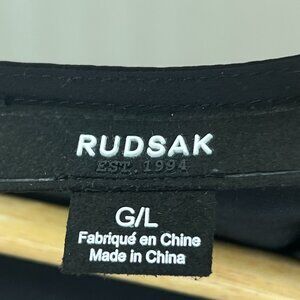 RUDSAK
EST. 1994
G/L
Fabriqué en Chine
Made in China